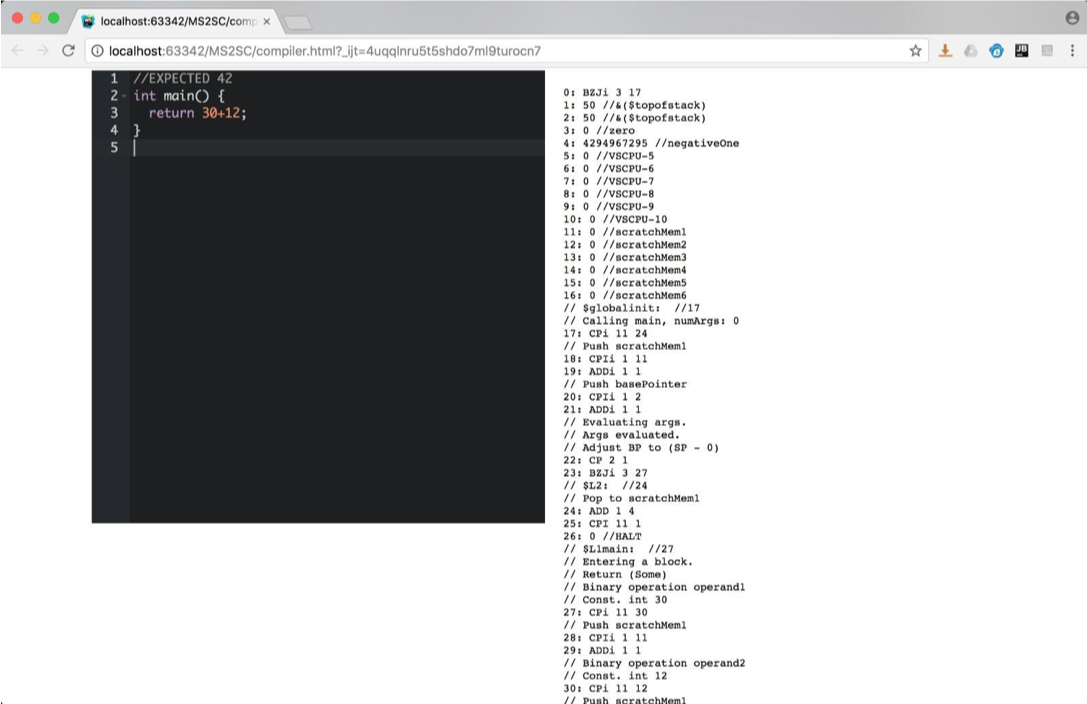 localhost:63342/MS2SC/comp
localhost:63342/MS2SC/compiler.html?_ijt=4uqqlnru5t5shdo7ml9turocn7
JB
1 //EXPECTED 42
2 int main() {
3 return 30+12;
4 }
5
0: BZJi 3 17
1: 50 //&($topofstack)
2: 50 //&($topofstack)
3: 0 //zero
4: 4294967295 //negativeOne
5: 0 //VSCPU-5
6: 0 //VSCPU-6
7: 0 //VSCPU-7
8: 0 //VSCPU-8
9: 0 //VSCPU-9
10: 0 //VSCPU-10
11: 0 //scratchMem1
12: 0 //scratchMem2
13: 0 //scratchMem3
14: 0 //scratchMem4
15: 0 //scratchMem5
16: 0 //scratchMem6
// $globalinit: //17
// Calling main, numArgs: 0
17: CPi 11 24
// Push scratchMem1
18: CPIi 1 11
19: ADDi 1 1
// Push basePointer
20: CPIi 1 2
21: ADDi 1 1
// Evaluating args.
// Args evaluated.
// Adjust BP to (SP - 0)
22: CP 2 1
23: BZJi 3 27
// $L2: //24
// Pop to scratchMem1
24: ADD 1 4
25: CPI 11 1
26: 0 //HALT
// $L1main: //27
// Entering a block.
// Return (Some)
// Binary operation operand1
// Const. int 30
27: CPi 11 30
// Push scratchMem1
28: CPIi 1 11
29: ADDi 1 1
// Binary operation operand2
// Const. int 12
30: CPi 11 12
// Push scratchMem1